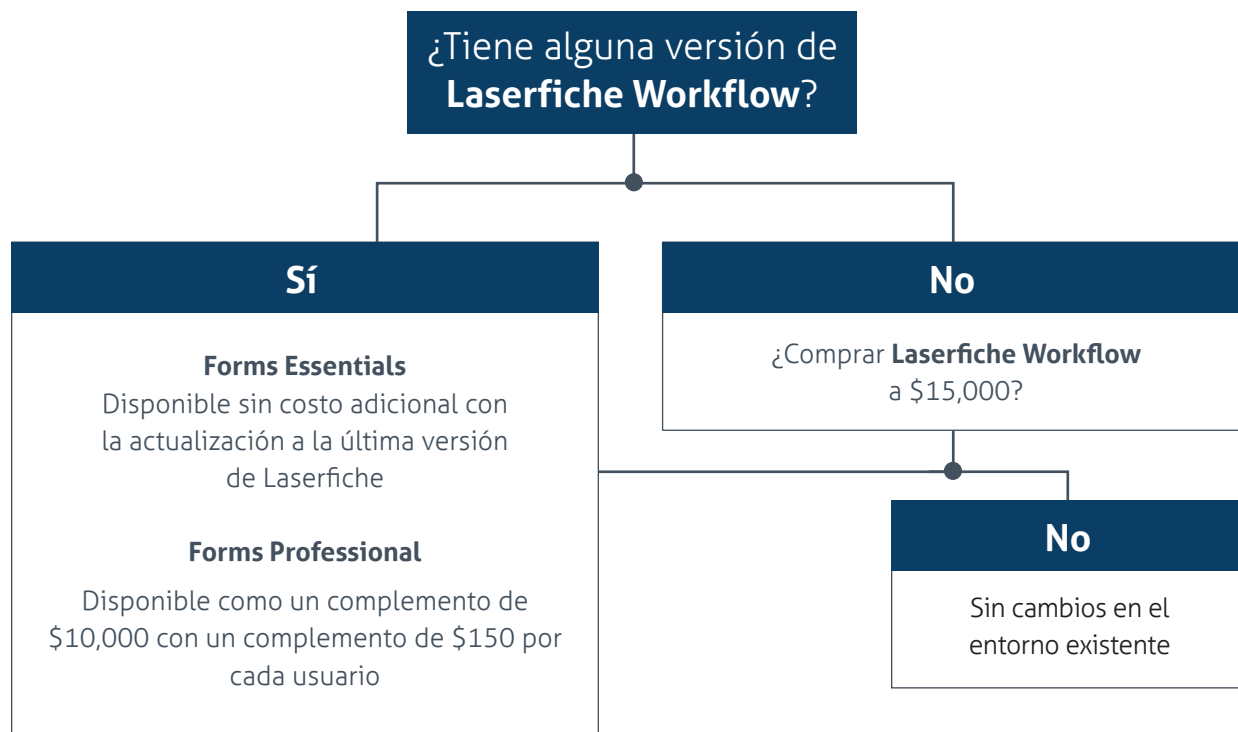 ¿Tiene alguna versión de
Laserfiche Workflow?
Sí
Forms Essentials
Disponible sin costo adicional con
la actualización a la última versión
de Laserfiche
Forms Professional
Disponible como un complemento de
$10,000 con un complemento de $150 por
cada usuario
No
¿Comprar Laserfiche Workflow
a $15,000?
No
Sin cambios en el
entorno existente